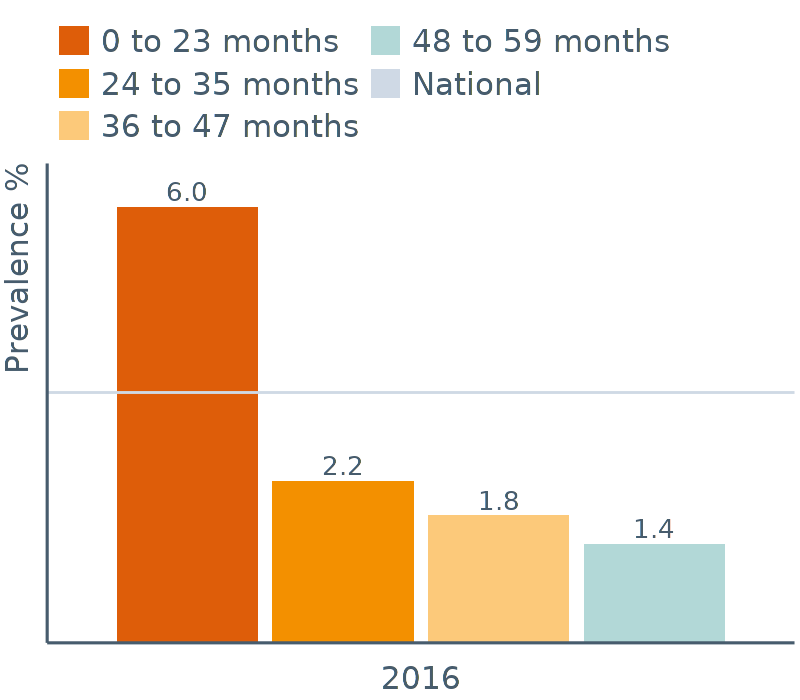 0 to 23 months
24 to 35 months
36 to 47 months
48 to 59 months
National
Prevalence %
6.0
2.2
1.8
1.4
2016